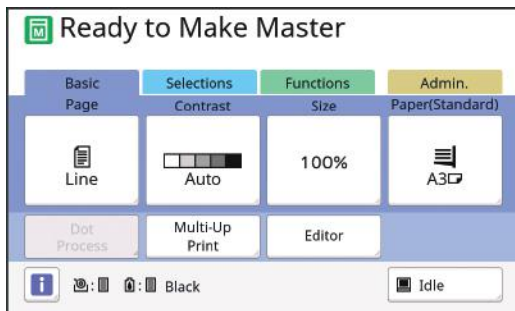 Ready to Make Master
Basic Selections Functions Admin.
Page Contrast Size Paper(Standard)
Line Auto 100% A3
Dot Process
Multi-Up Print
Editor
Black
Idle